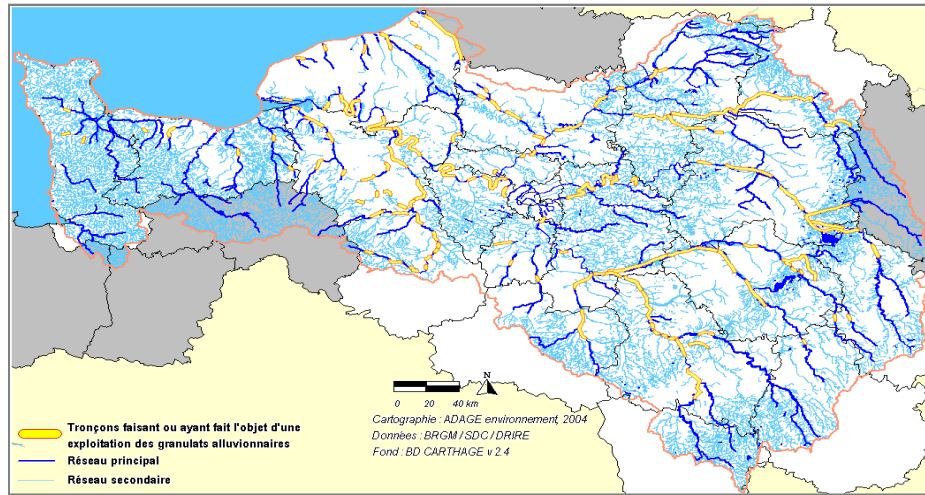 N
0 20 40 km
Cartographie : ADAGE environnement, 2004
Données : BRGM / SDC / DRIRE
Fond : BD CARTHAGE v 2.4
Tronçons faisant ou ayant fait l'objet d'une
exploitation des granulats alluvionnaires
Réseau principal
Réseau secondaire